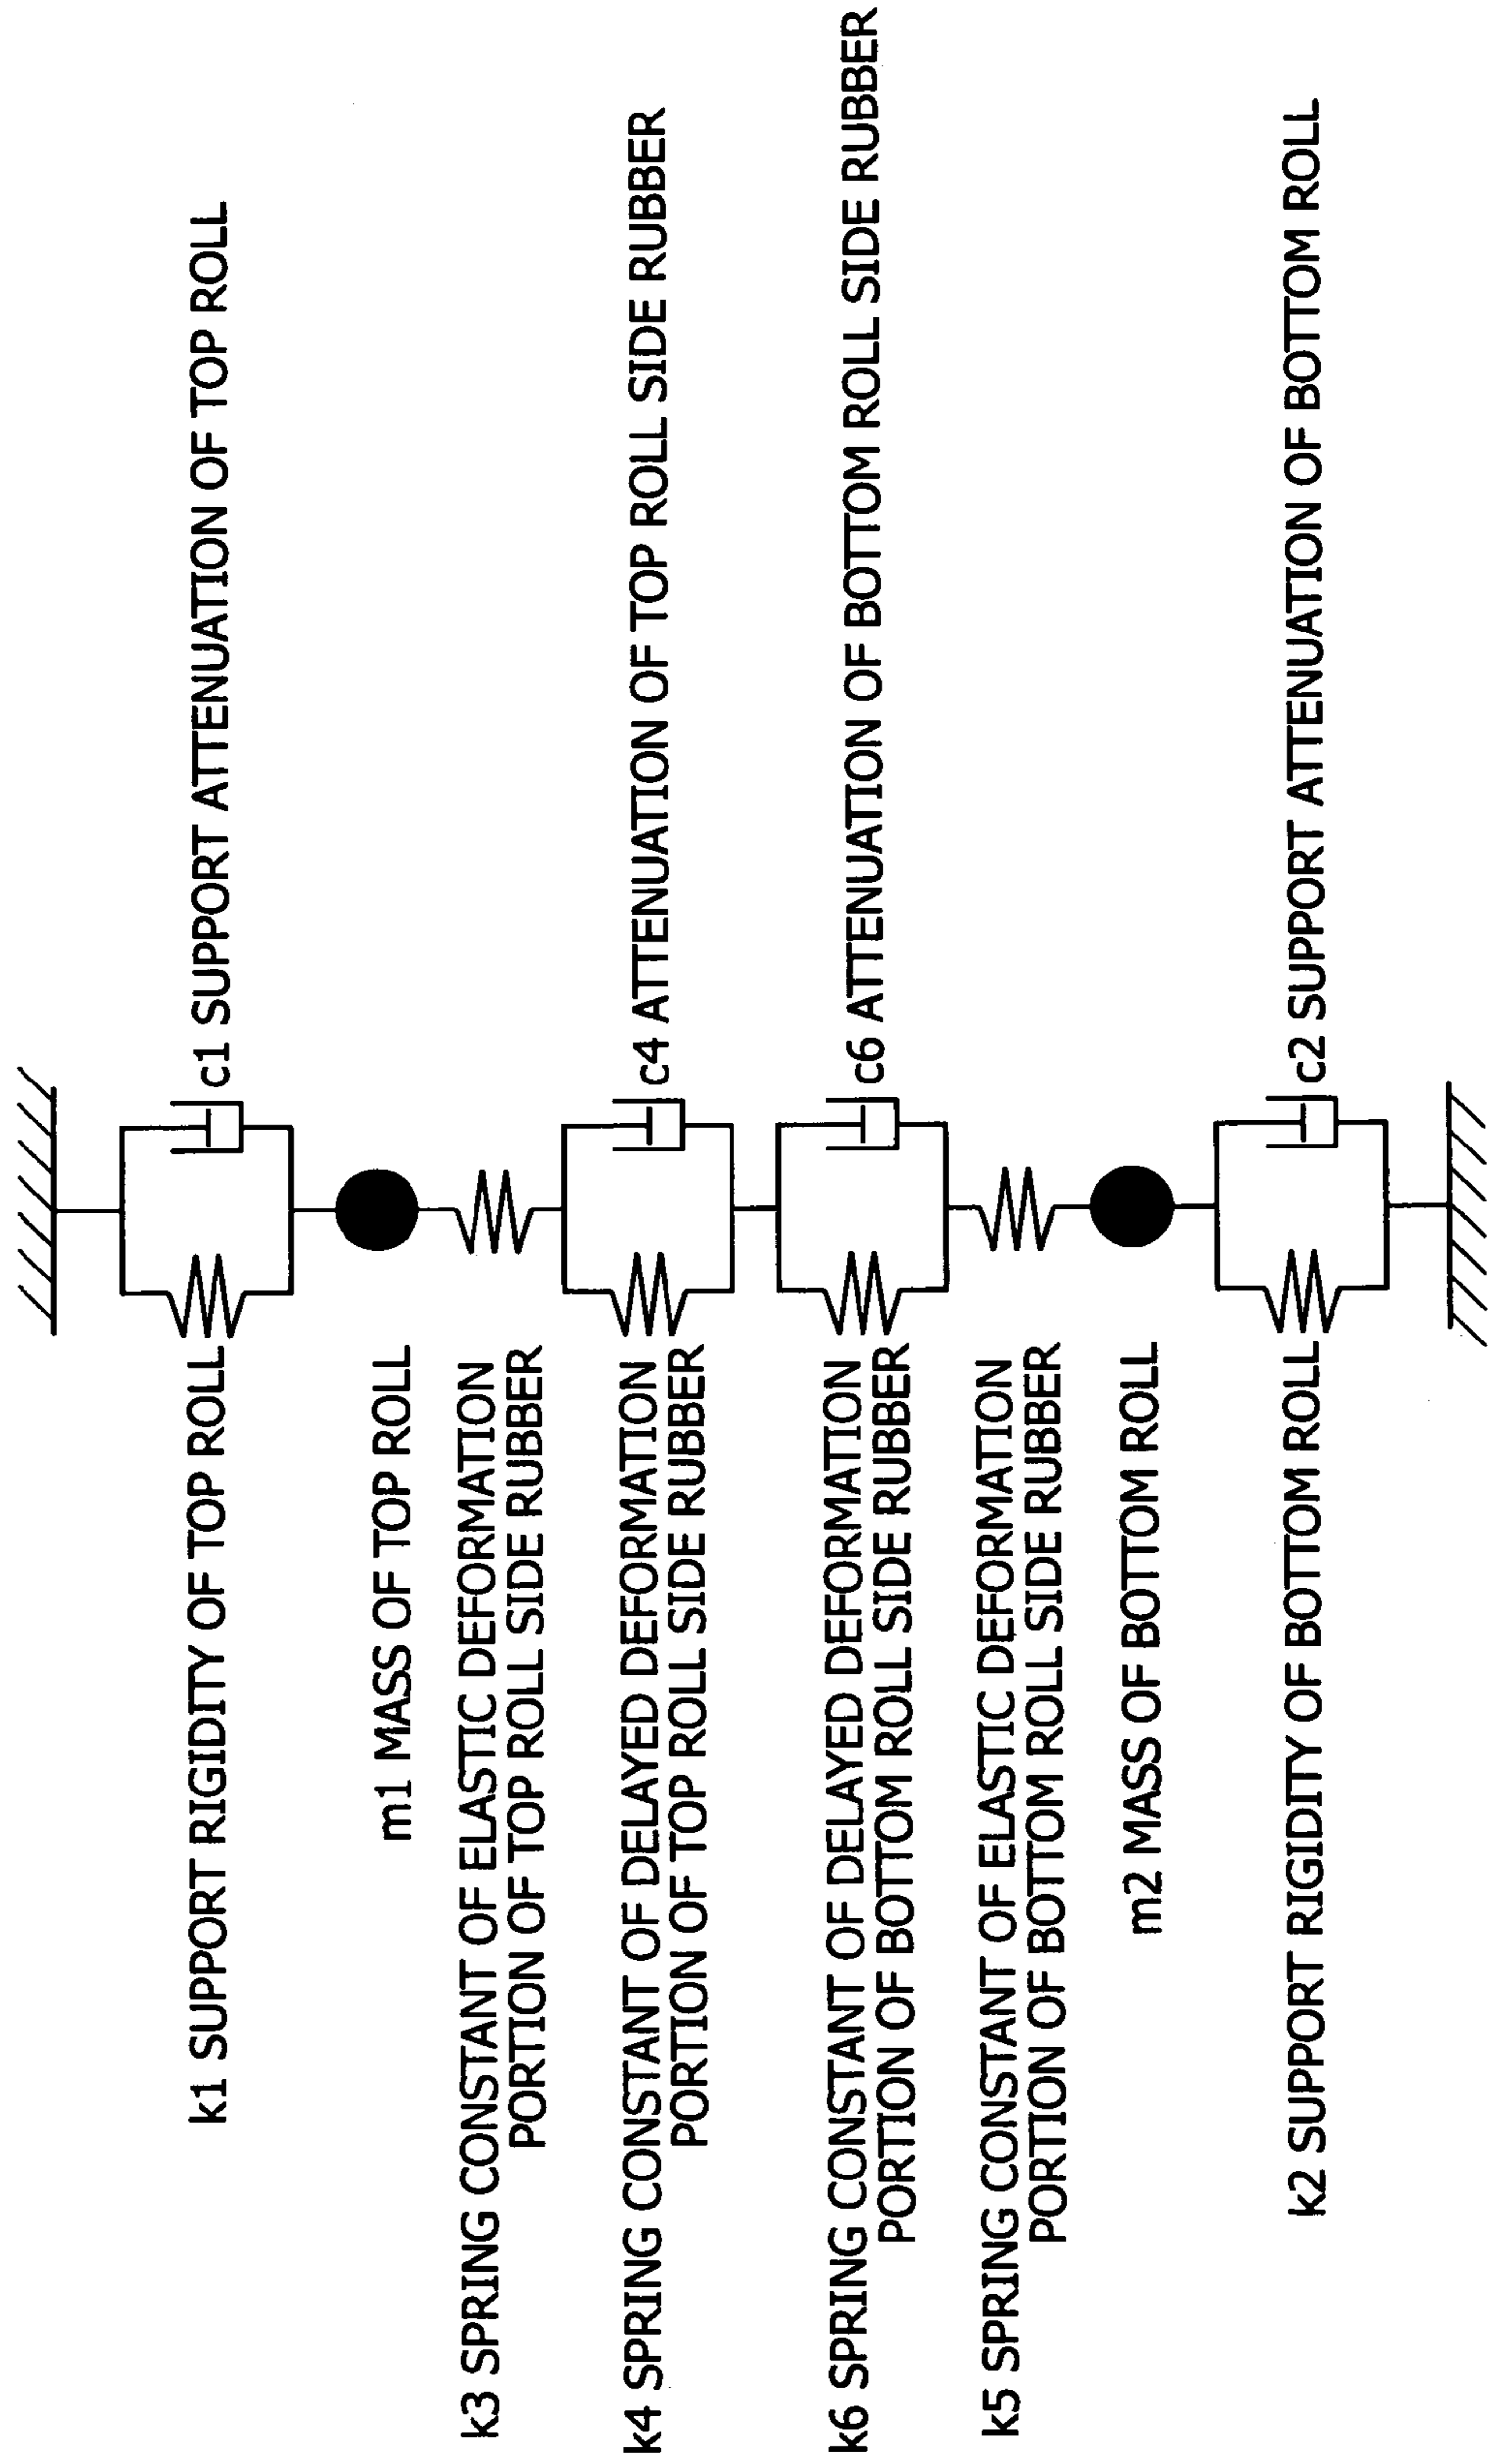 k1 SUPPORT RIGIDITY OF TOP ROLL
c1 SUPPORT ATTENUATION OF TOP ROLL
m1 MASS OF TOP ROLL
k3 SPRING CONSTANT OF ELASTIC DEFORMATION
PORTION OF TOP ROLL SIDE RUBBER
k4 SPRING CONSTANT OF DELAYED DEFORMATION
PORTION OF TOP ROLL SIDE RUBBER
c4 ATTENUATION OF TOP ROLL SIDE RUBBER
k6 SPRING CONSTANT OF DELAYED DEFORMATION
PORTION OF BOTTOM ROLL SIDE RUBBER
c6 ATTENUATION OF BOTTOM ROLL SIDE RUBBER
k5 SPRING CONSTANT OF ELASTIC DEFORMATION
PORTION OF BOTTOM ROLL SIDE RUBBER
m2 MASS OF BOTTOM ROLL
k2 SUPPORT RIGIDITY OF BOTTOM ROLL
c2 SUPPORT ATTENUATION OF BOTTOM ROLL